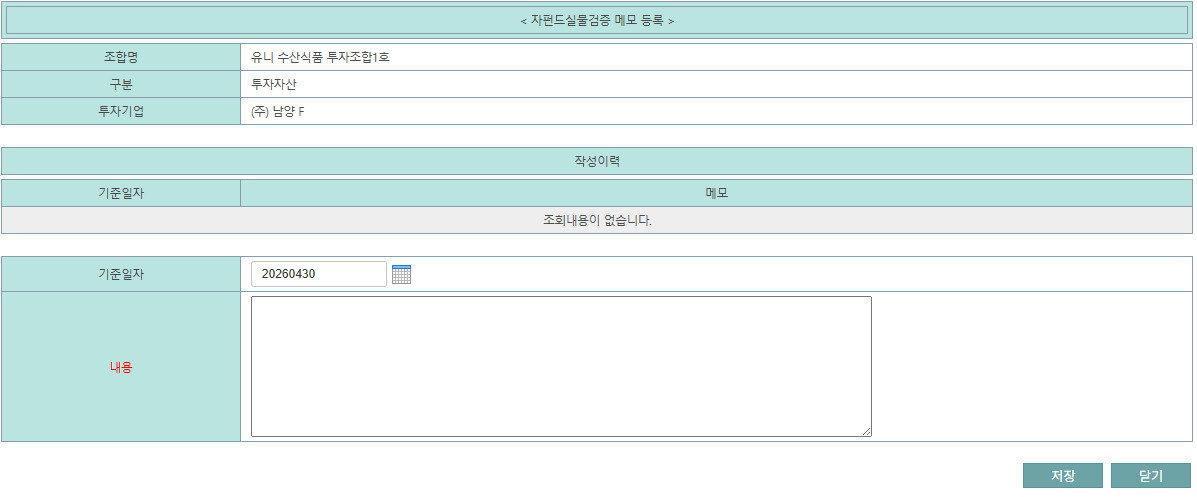 < 자펀드실물검증 메모 등록 >
조합명 유니 수산식품 투자조합1호
구분 투자자산
투자기업 (주) 남양 F
작성이력
기준일자 메모
조회내용이 없습니다.
기준일자 20260430
내용
저장 닫기